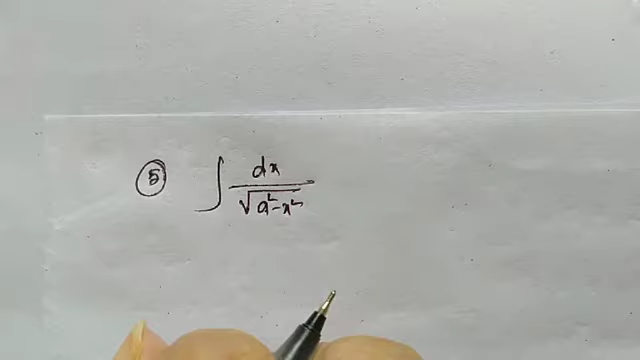 ⑤ ∫ dx / √(a² - x²)